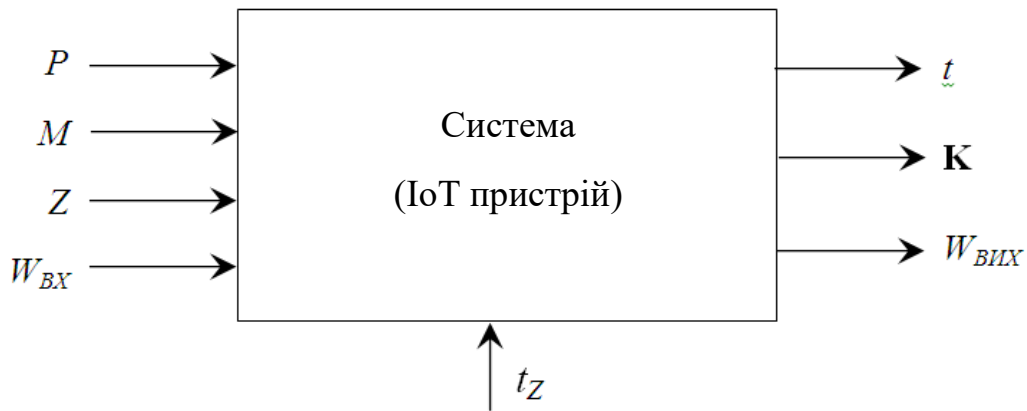 P
M
Z
W_ВХ
Система
(IoT пристрій)
t
K
W_ВИХ
t_Z